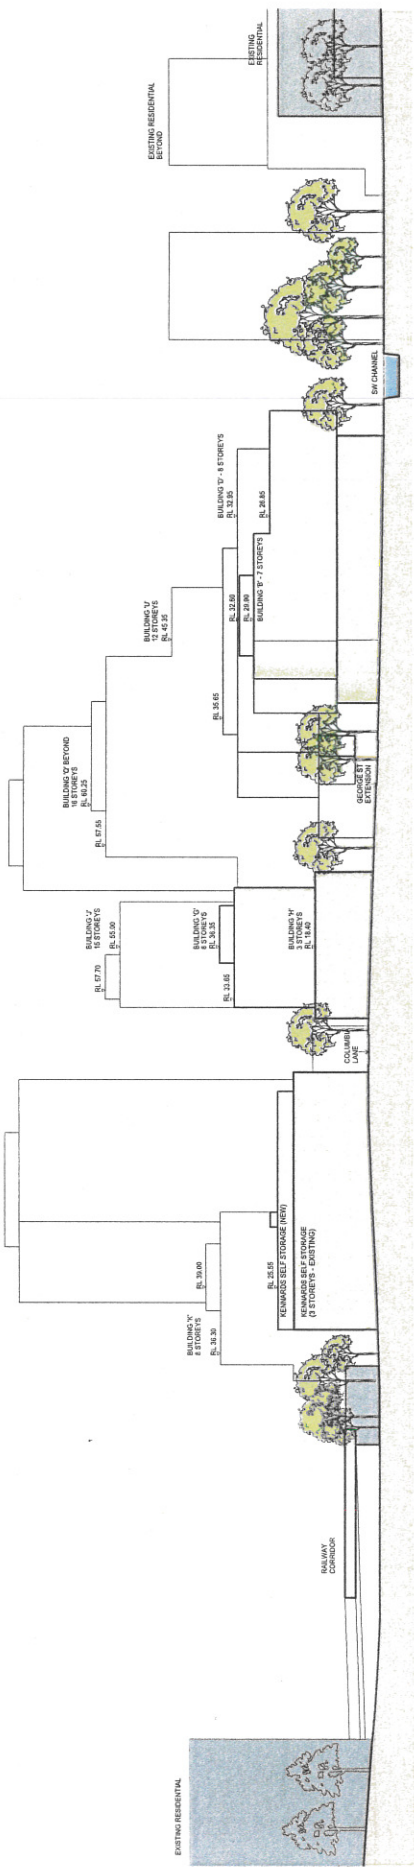 EXISTING RESIDENTIAL
RAILWAY
CORRIDOR
BUILDING 'K'
8 STOREYS
RL 36.30
RL 39.00
RL 25.55
KENNARDS SELF STORAGE (NEW)
KENNARDS SELF STORAGE
(3 STOREYS - EXISTING)
COLUMBIA
LANE
RL 57.70
BUILDING 'J'
15 STOREYS
RL 55.00
RL 33.65
BUILDING 'G'
8 STOREYS
RL 36.35
BUILDING 'H'
3 STOREYS
RL 18.40
RL 57.55
BUILDING 'Q' BEYOND
16 STOREYS
RL 60.25
GEORGE ST
EXTENSION
BUILDING 'U'
12 STOREYS
RL 45.35
RL 35.65
RL 32.60
RL 29.90
BUILDING 'B' - 7 STOREYS
BUILDING 'D' - 8 STOREYS
RL 32.95
RL 26.85
SW CHANNEL
EXISTING RESIDENTIAL
BEYOND
EXISTING
RESIDENTIAL